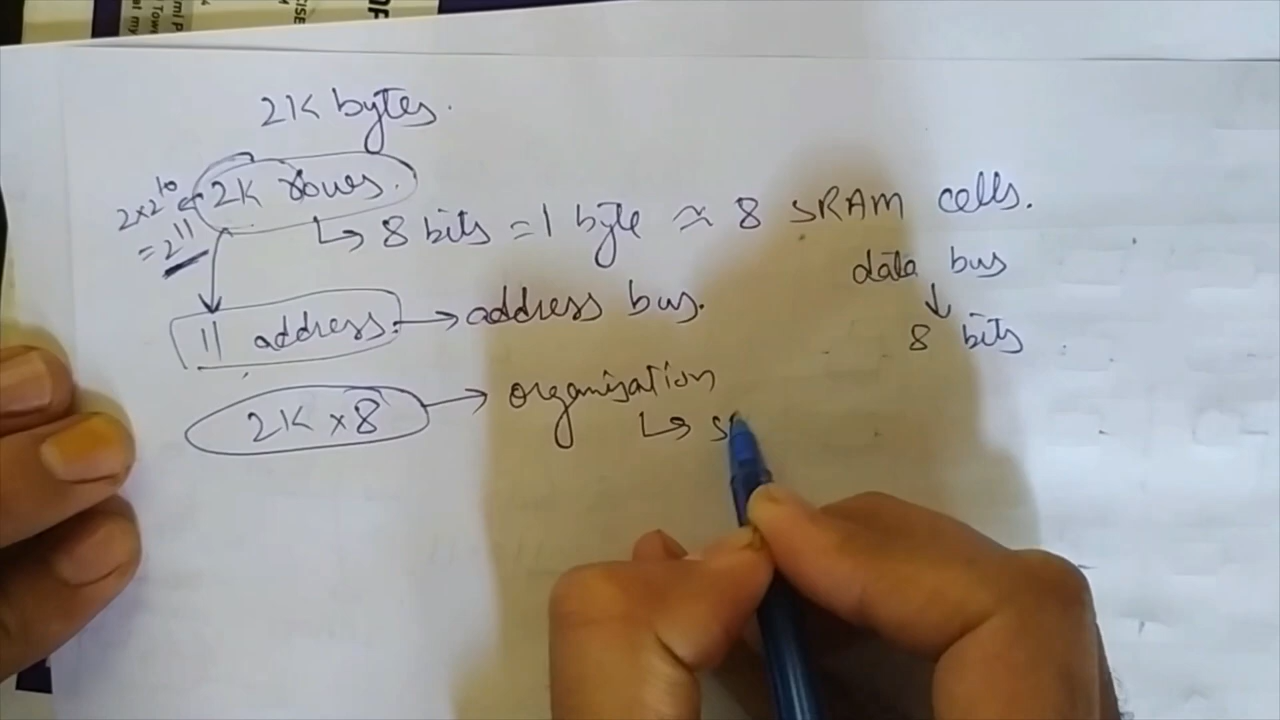 2K bytes.
2×2¹⁰ ← 2K rows.
= 2¹¹
↳ 8 bits = 1 byte ≈ 8 SRAM cells.
data bus
↓
8 bits
11 address. → address bus.
2K × 8 → organisation
↳ s